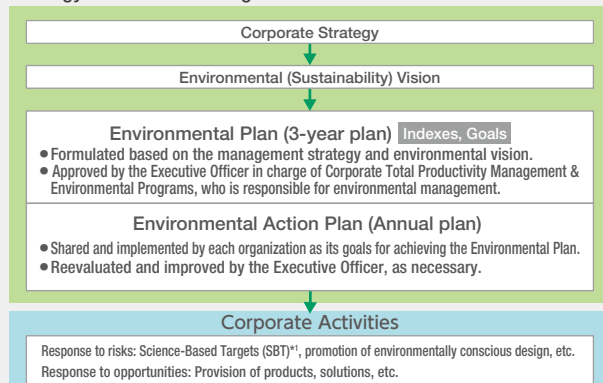 Corporate Strategy
Environmental (Sustainability) Vision
Environmental Plan (3-year plan) Indexes, Goals
● Formulated based on the management strategy and environmental vision.
● Approved by the Executive Officer in charge of Corporate Total Productivity Management &
Environmental Programs, who is responsible for environmental management.
Environmental Action Plan (Annual plan)
● Shared and implemented by each organization as its goals for achieving the Environmental Plan.
● Reevaluated and improved by the Executive Officer, as necessary.
Corporate Activities
Response to risks: Science-Based Targets (SBT)*1, promotion of environmentally conscious design, etc.
Response to opportunities: Provision of products, solutions, etc.